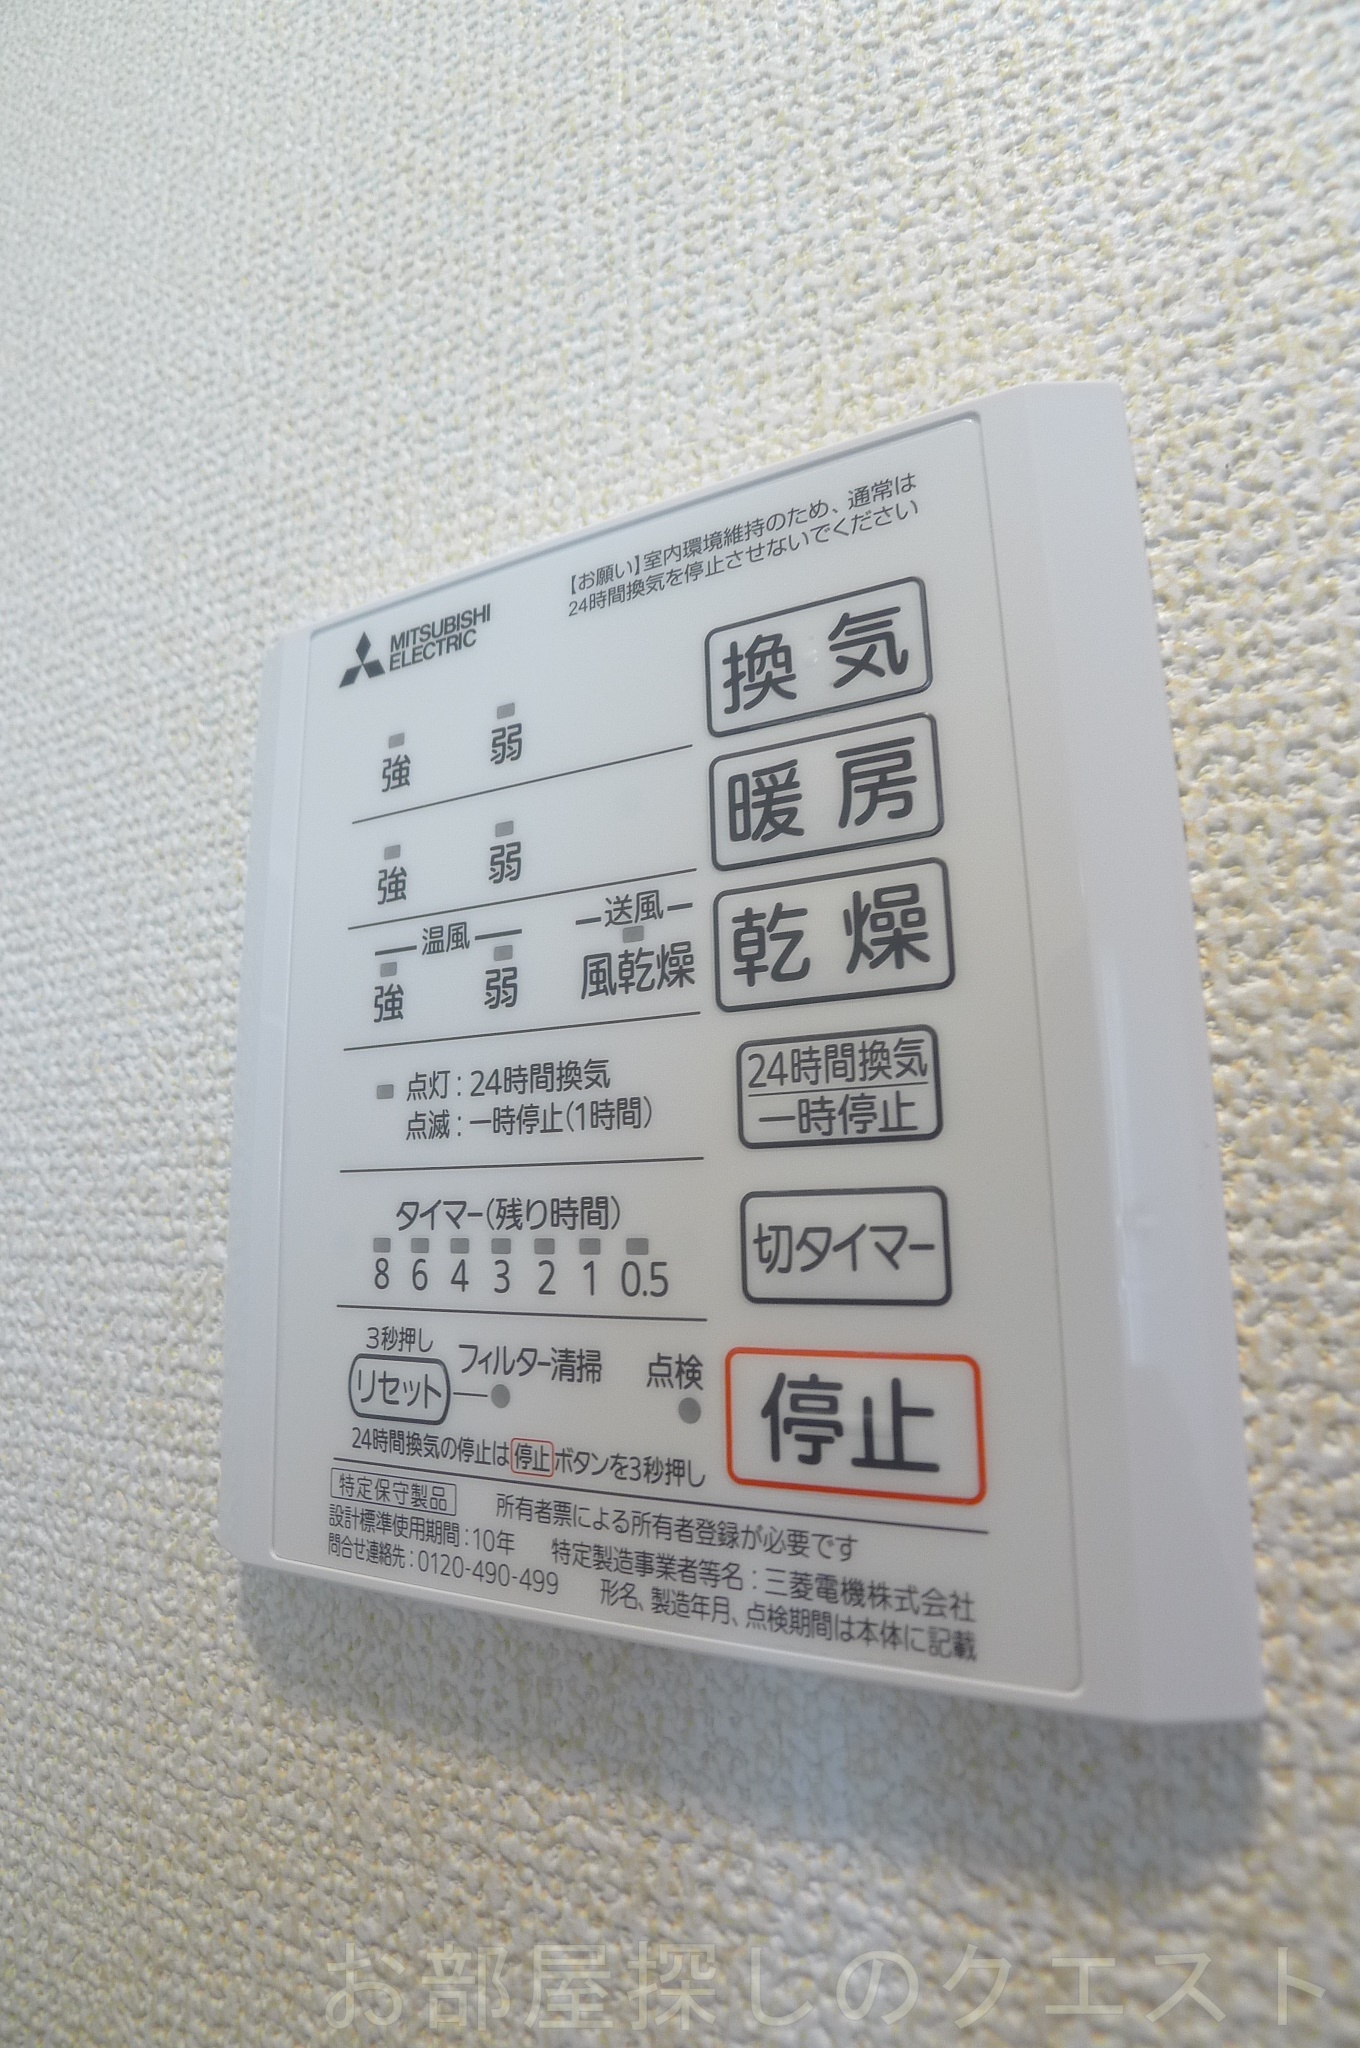 【お願い】室内環境維持のため、通常は
24時間換気を停止させないでください
MITSUBISHI
ELECTRIC
強 弱 換気
強 弱 暖房
温風 送風
強 弱 風乾燥 乾燥
点灯:24時間換気
点滅:一時停止(1時間)
24時間換気
一時停止
タイマー(残り時間)
8 6 4 3 2 1 0.5
切タイマー
3秒押し
リセット フィルター清掃 点検
停止
24時間換気の停止は停止ボタンを3秒押し
特定保守製品 所有者票による所有者登録が必要です
設計標準使用期間:10年 特定製造事業者等名:三菱電機株式会社
問合せ連絡先:0120-490-499 形名、製造年月、点検期間は本体に記載
お部屋探しのクエスト